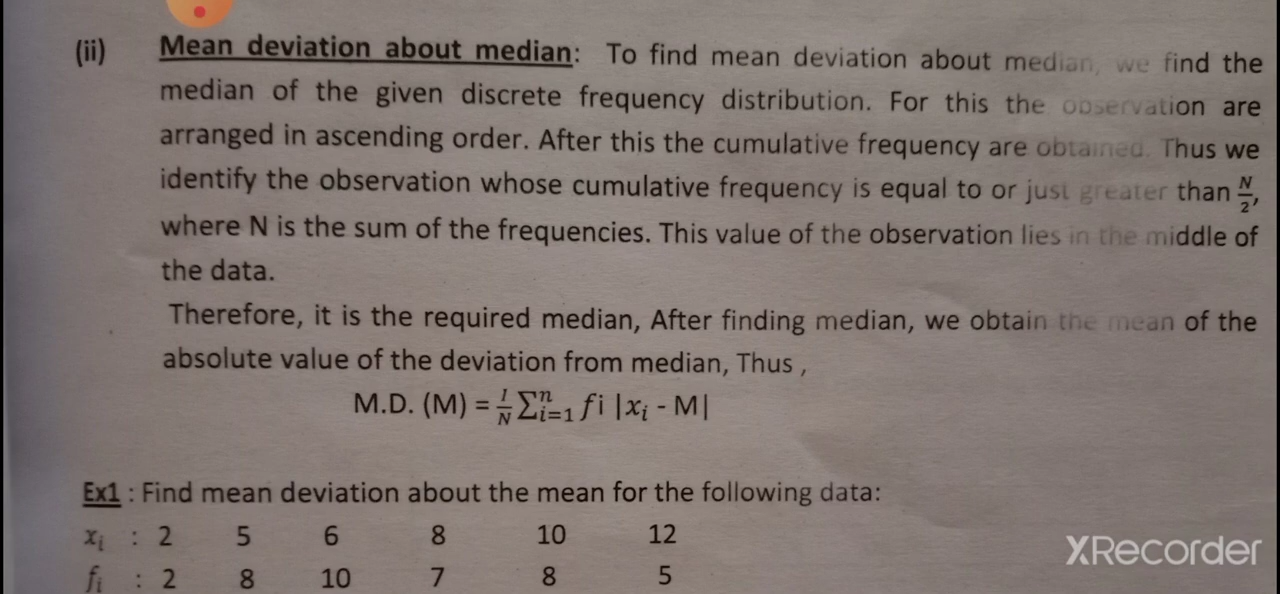 (ii) Mean deviation about median: To find mean deviation about median, we find the
median of the given discrete frequency distribution. For this the observation are
arranged in ascending order. After this the cumulative frequency are obtained. Thus we
identify the observation whose cumulative frequency is equal to or just greater than N/2,
where N is the sum of the frequencies. This value of the observation lies in the middle of
the data.
Therefore, it is the required median, After finding median, we obtain the mean of the
absolute value of the deviation from median, Thus ,
M.D. (M) = 1/N ∑ⁿᵢ₌₁ fi |xᵢ - M|
Ex1 : Find mean deviation about the mean for the following data:
xᵢ : 2 5 6 8 10 12
fᵢ : 2 8 10 7 8 5
XRecorder